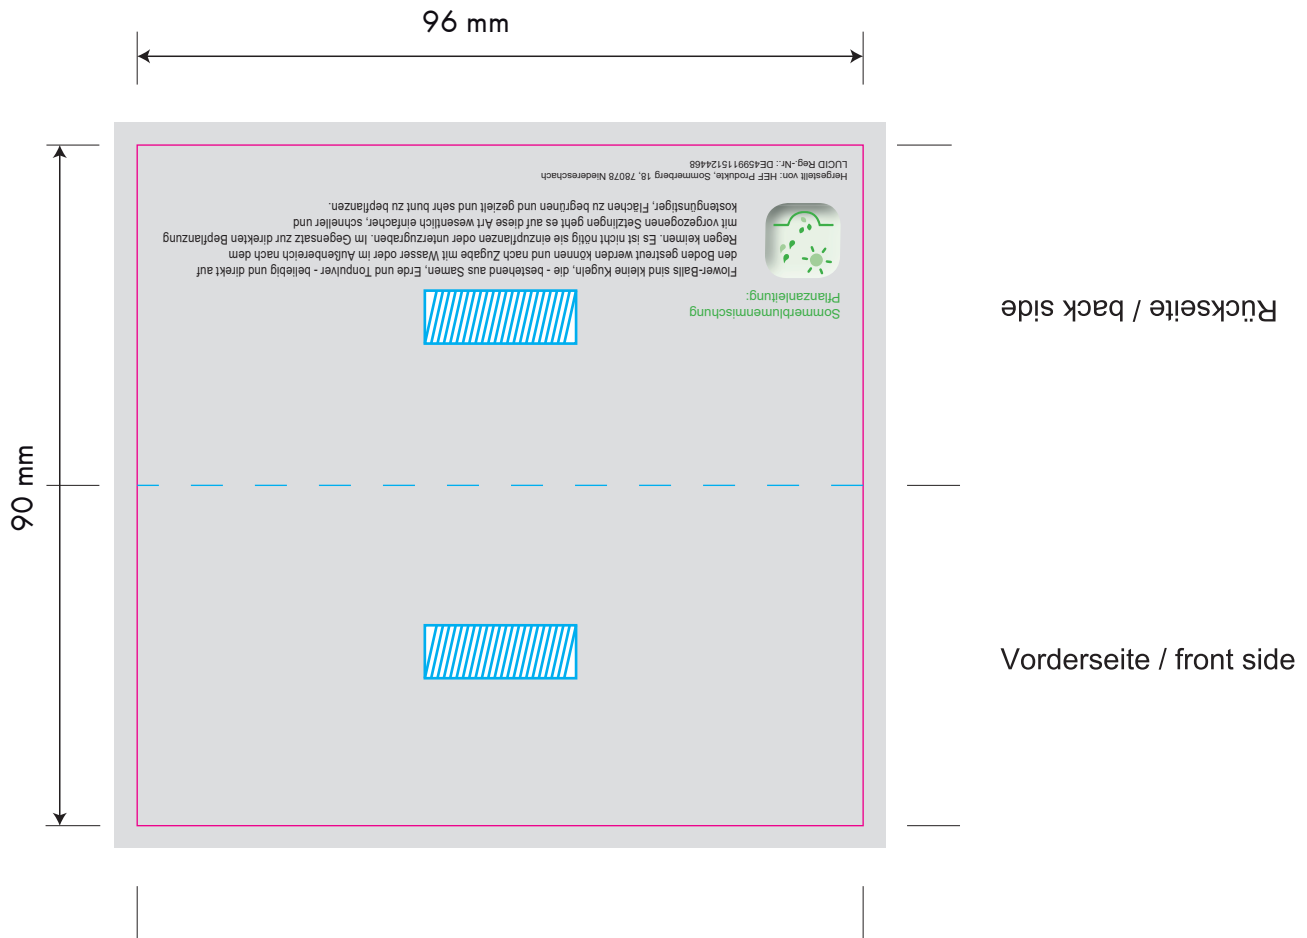 96 mm
90 mm
Rückseite / back side
Sommerblumenmischung
Pflanzanleitung:
Flower-Balls sind kleine Kugeln, die - bestehend aus Samen, Erde und Tonpulver - beliebig und direkt auf
den Boden gestreut werden können und nach Zugabe mit Wasser oder im Außenbereich nach dem
Regen keimen. Es ist nicht nötig sie einzupflanzen oder unterzugraben. Im Gegensatz zur direkten Bepflanzung
mit vorgezogenen Setzlingen geht es auf diese Art wesentlich einfacher, schneller und
kostengünstiger, Flächen zu begrünen und gezielt und sehr bunt zu bepflanzen.
Hergestellt von: HEF Produkte, Sommerberg 18, 78078 Niedereschach
LUCID Reg.-Nr.: DE4599115124468
Vorderseite / front side